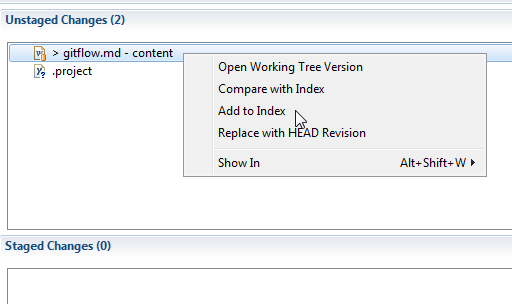 Unstaged Changes (2)
> gitflow.md - content
.project
Open Working Tree Version
Compare with Index
Add to Index
Replace with HEAD Revision
Show In Alt+Shift+W
Staged Changes (0)